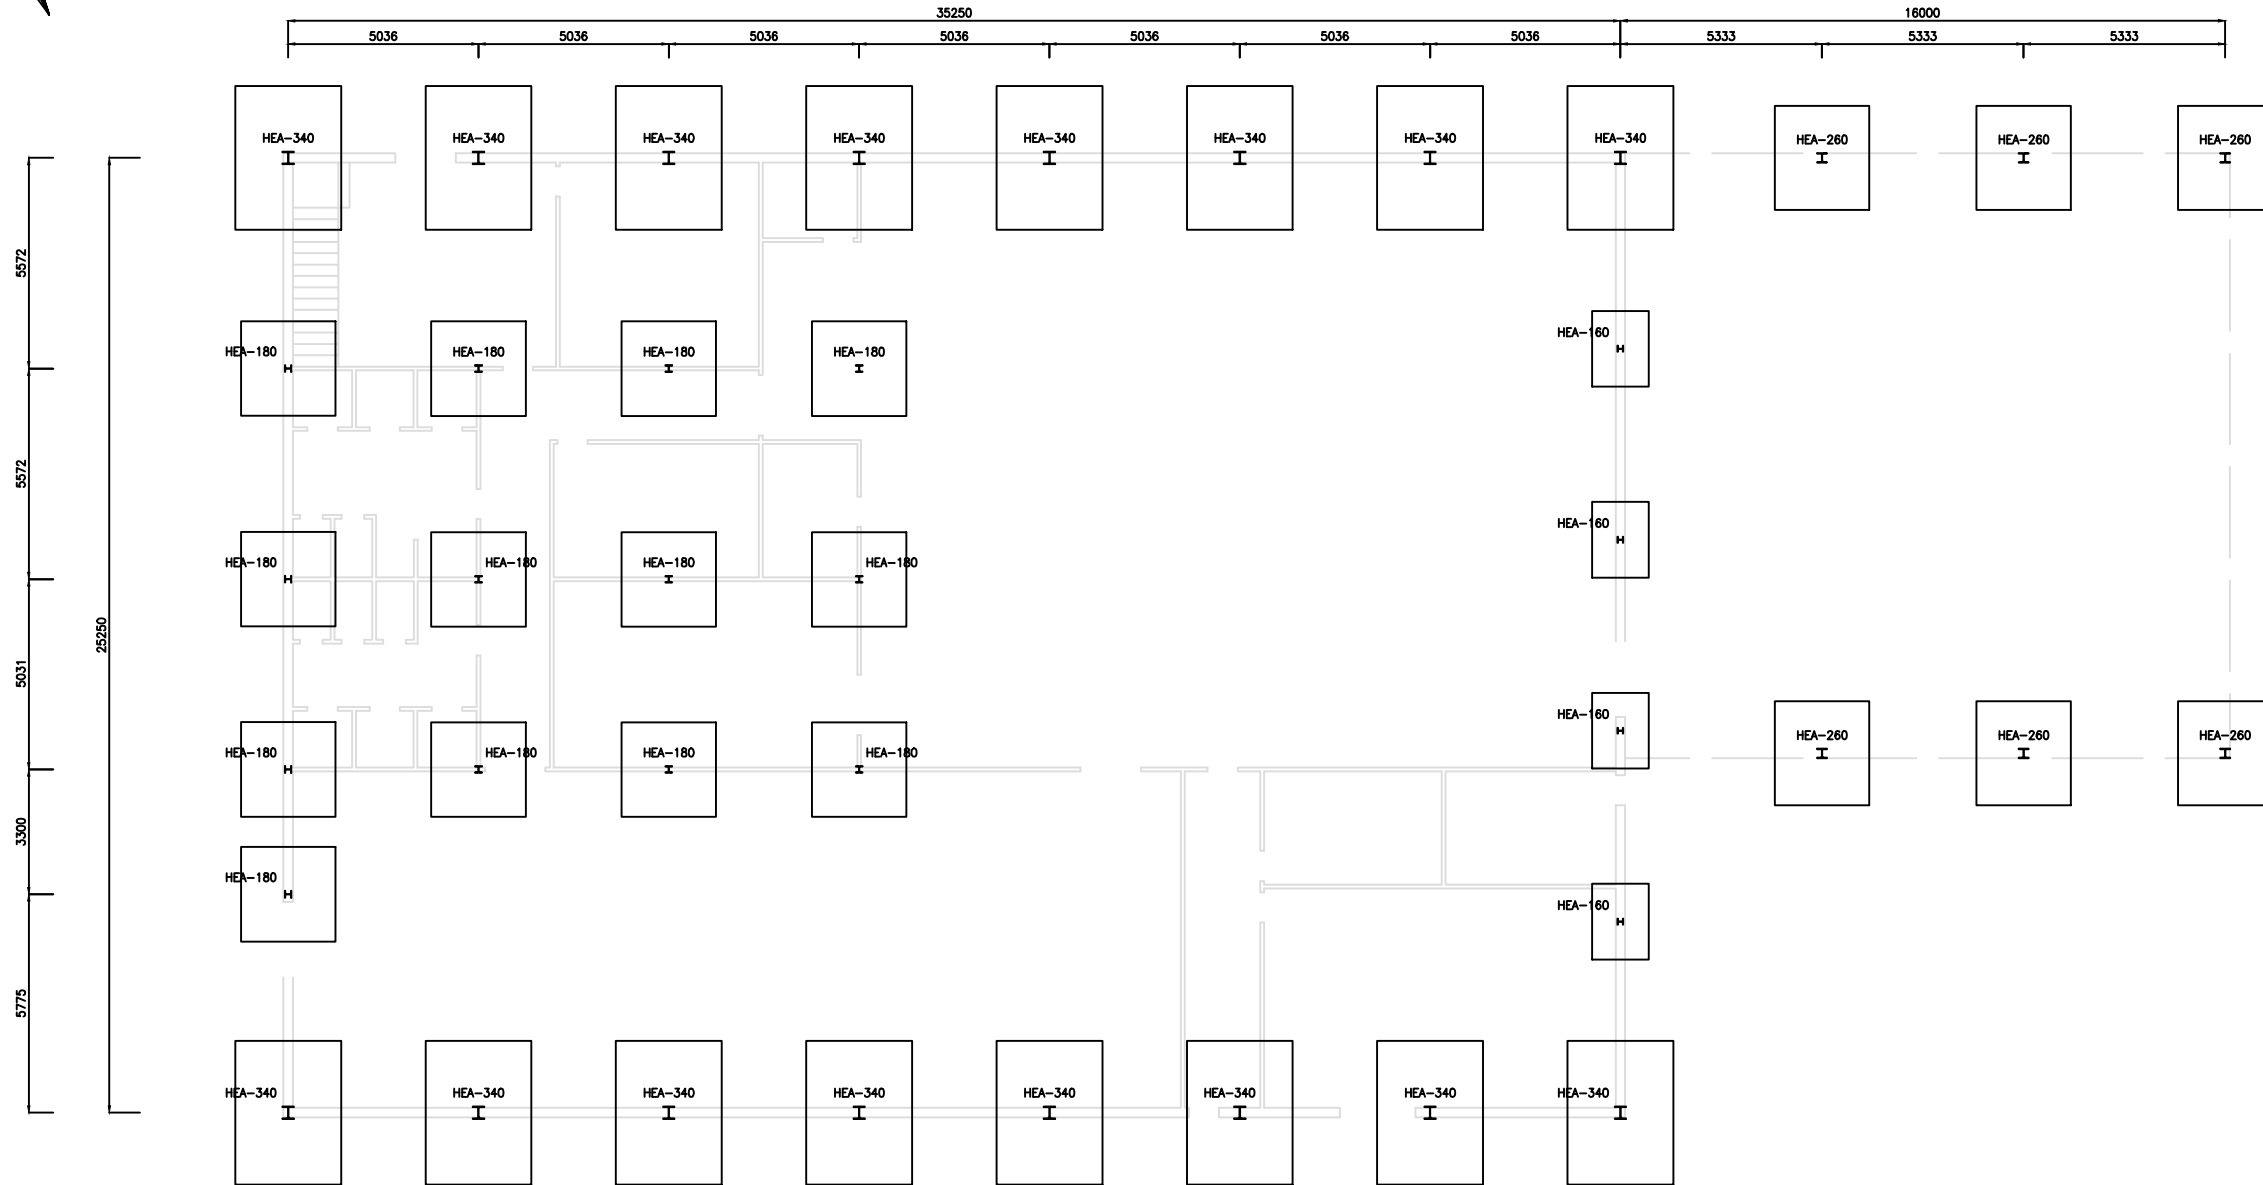 35250 16000
5036 5036 5036 5036 5036 5036 5036 5333 5333 5333
HEA-340 HEA-340 HEA-340 HEA-340 HEA-340 HEA-340 HEA-340 HEA-340 HEA-260 HEA-260 HEA-260
5572
HEA-160
HEA-180 HEA-180 HEA-180 HEA-180
5572
HEA-160
HEA-180 HEA-180 HEA-180 HEA-180
25250
5031
HEA-160 HEA-260 HEA-260 HEA-260
HEA-180 HEA-180 HEA-180 HEA-180
3300
HEA-180
HEA-160
5775
HEA-340 HEA-340 HEA-340 HEA-340 HEA-340 HEA-340 HEA-340 HEA-340